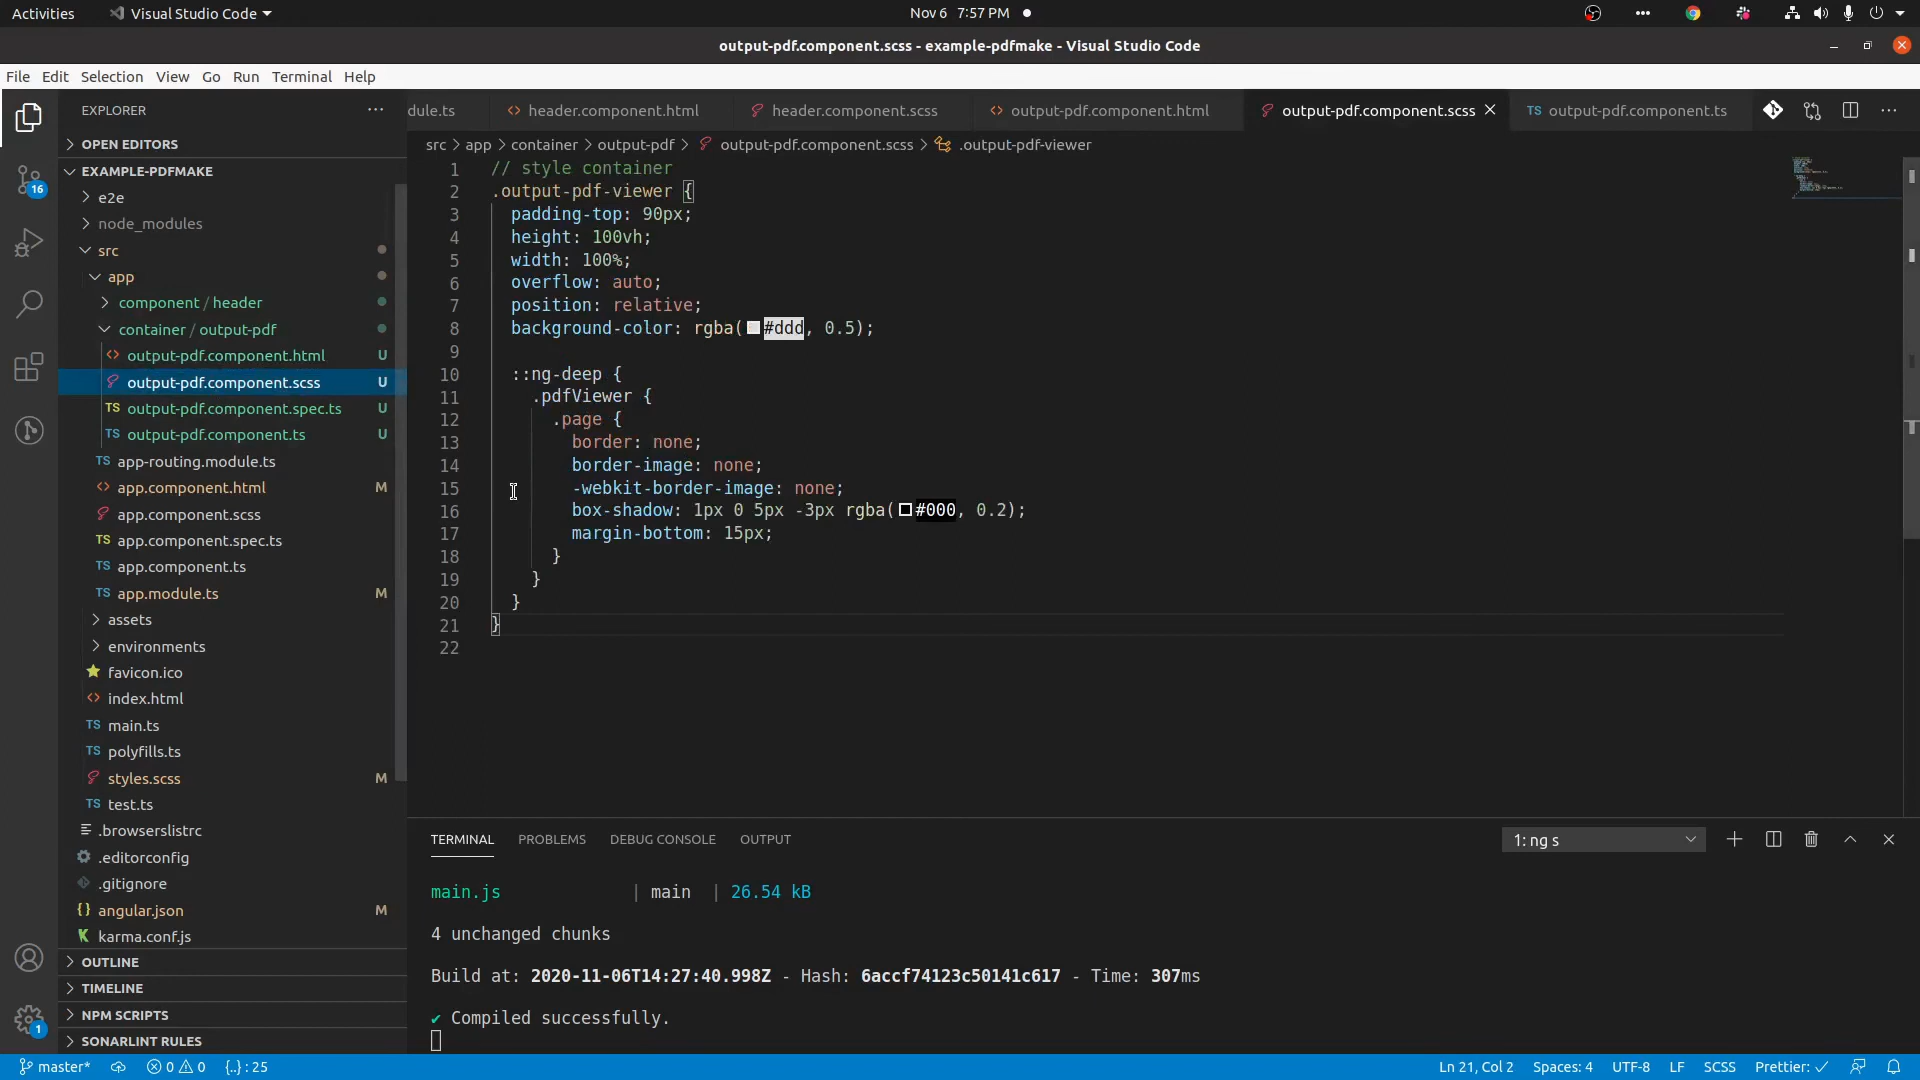 Activities Visual Studio Code Nov 6 7:57 PM
output-pdf.component.scss - example-pdfmake - Visual Studio Code
File Edit Selection View Go Run Terminal Help
EXPLORER
dule.ts header.component.html header.component.scss output-pdf.component.html output-pdf.component.scss TS output-pdf.component.ts
src > app > container > output-pdf > output-pdf.component.scss > .output-pdf-viewer
OPEN EDITORS
EXAMPLE-PDFMAKE
e2e
node_modules
src
app
component / header
container / output-pdf
output-pdf.component.html U
output-pdf.component.scss U
TS output-pdf.component.spec.ts U
TS output-pdf.component.ts U
TS app-routing.module.ts
app.component.html M
app.component.scss
TS app.component.spec.ts
TS app.component.ts
TS app.module.ts M
assets
environments
favicon.ico
index.html
TS main.ts
TS polyfills.ts
styles.scss M
TS test.ts
.browserslistrc
.editorconfig
.gitignore
{} angular.json M
karma.conf.js
OUTLINE
TIMELINE
NPM SCRIPTS
SONARLINT RULES
16
1
1 // style container
2 .output-pdf-viewer {
3 padding-top: 90px;
4 height: 100vh;
5 width: 100%;
6 overflow: auto;
7 position: relative;
8 background-color: rgba(#ddd, 0.5);
9
10 ::ng-deep {
11 .pdfViewer {
12 .page {
13 border: none;
14 border-image: none;
15 -webkit-border-image: none;
16 box-shadow: 1px 0 5px -3px rgba(#000, 0.2);
17 margin-bottom: 15px;
18 }
19 }
20 }
21 }
22
TERMINAL PROBLEMS DEBUG CONSOLE OUTPUT 1: ng s
main.js | main | 26.54 kB
4 unchanged chunks
Build at: 2020-11-06T14:27:40.998Z - Hash: 6accf74123c50141c617 - Time: 307ms
✔ Compiled successfully.
master* 0 0 {..} : 25 Ln 21, Col 2 Spaces: 4 UTF-8 LF SCSS Prettier: ✓